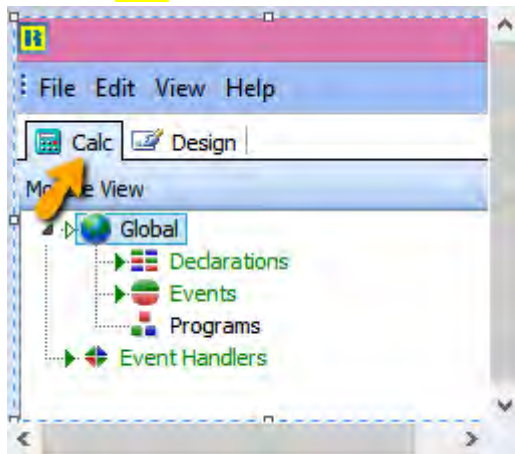 File Edit View Help
Calc Design
View
Global
Declarations
Events
Programs
Event Handlers